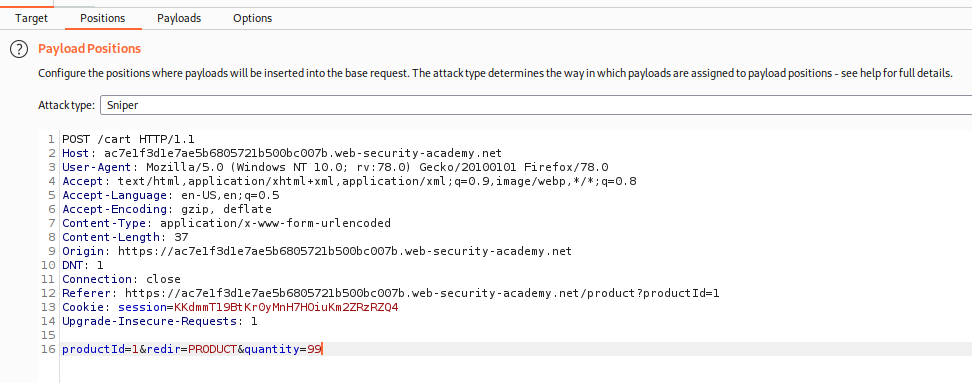 Target Positions Payloads Options
? Payload Positions
Configure the positions where payloads will be inserted into the base request. The attack type determines the way in which payloads are assigned to payload positions - see help for full details.
Attack type: Sniper
1 POST /cart HTTP/1.1
2 Host: ac7e1f3d1e7ae5b6805721b500bc007b.web-security-academy.net
3 User-Agent: Mozilla/5.0 (Windows NT 10.0; rv:78.0) Gecko/20100101 Firefox/78.0
4 Accept: text/html,application/xhtml+xml,application/xml;q=0.9,image/webp,*/*;q=0.8
5 Accept-Language: en-US,en;q=0.5
6 Accept-Encoding: gzip, deflate
7 Content-Type: application/x-www-form-urlencoded
8 Content-Length: 37
9 Origin: https://ac7e1f3d1e7ae5b6805721b500bc007b.web-security-academy.net
10 DNT: 1
11 Connection: close
12 Referer: https://ac7e1f3d1e7ae5b6805721b500bc007b.web-security-academy.net/product?productId=1
13 Cookie: session=KKdmmTl9BtKr0yMnH7HOiuKm2ZRzRZQ4
14 Upgrade-Insecure-Requests: 1
15
16 productId=1&redir=PRODUCT&quantity=99